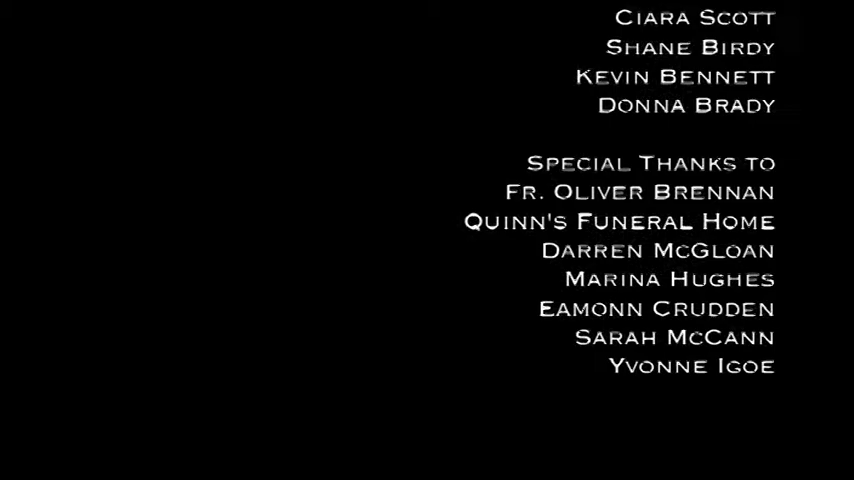 Ciara Scott
Shane Birdy
Kevin Bennett
Donna Brady
Special Thanks to
Fr. Oliver Brennan
Quinn's Funeral Home
Darren McGloan
Marina Hughes
Eamonn Crudden
Sarah McCann
Yvonne Igoe